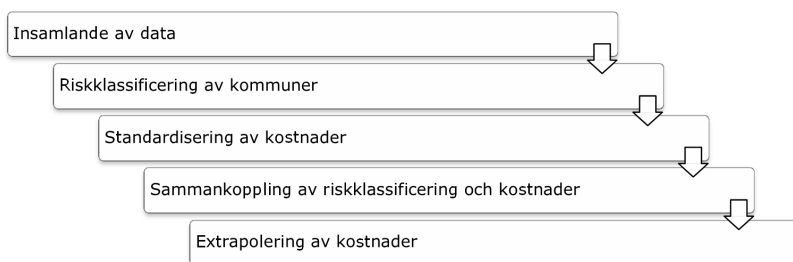 Insamlande av data
Riskklassificering av kommuner
Standardisering av kostnader
Sammankoppling av riskklassificering och kostnader
Extrapolering av kostnader